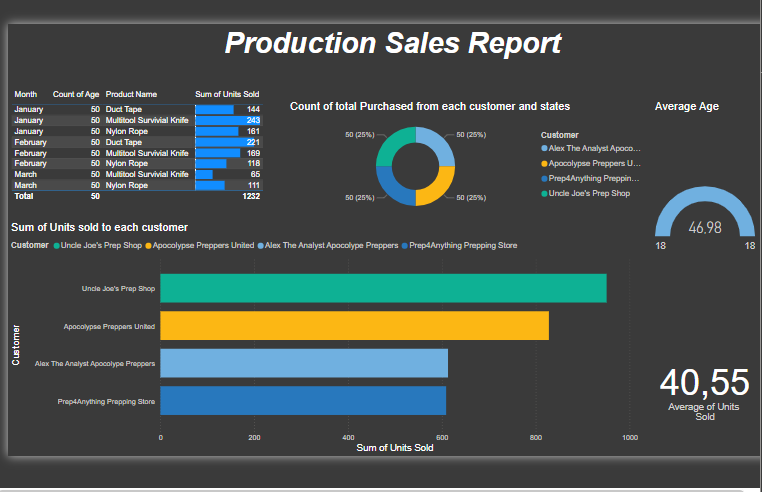 Production Sales Report
Month Count of Age Product Name Sum of Units Sold
January 50 Duct Tape 144
January 50 Multitool Survivial Knife 243
January 50 Nylon Rope 161
February 50 Duct Tape 221
February 50 Multitool Survivial Knife 169
February 50 Nylon Rope 118
March 50 Multitool Survivial Knife 65
March 50 Nylon Rope 111
Total 50 1232
Count of total Purchased from each customer and states
50 (25%) 50 (25%)
50 (25%) 50 (25%)
Customer
Alex The Analyst Apoco...
Apocolypse Preppers U...
Prep4Anything Preppin...
Uncle Joe's Prep Shop
Average Age
46,98
18 18
Sum of Units sold to each customer
Customer Uncle Joe's Prep Shop Apocolypse Preppers United Alex The Analyst Apocolype Preppers Prep4Anything Prepping Store
Customer
Uncle Joe's Prep Shop
Apocolypse Preppers United
Alex The Analyst Apocolype Preppers
Prep4Anything Prepping Store
0 200 400 600 800 1000
Sum of Units Sold
40,55
Average of Units
Sold